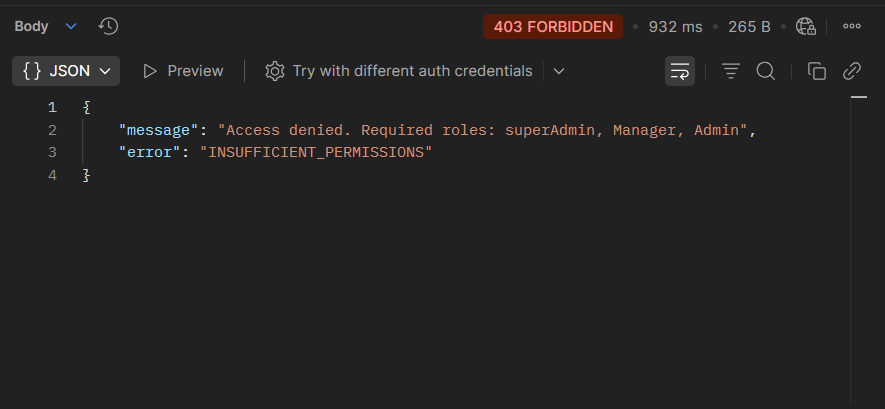 Body 403 FORBIDDEN • 932 ms • 265 B
{} JSON Preview Try with different auth credentials
1 {
2 "message": "Access denied. Required roles: superAdmin, Manager, Admin",
3 "error": "INSUFFICIENT_PERMISSIONS"
4 }